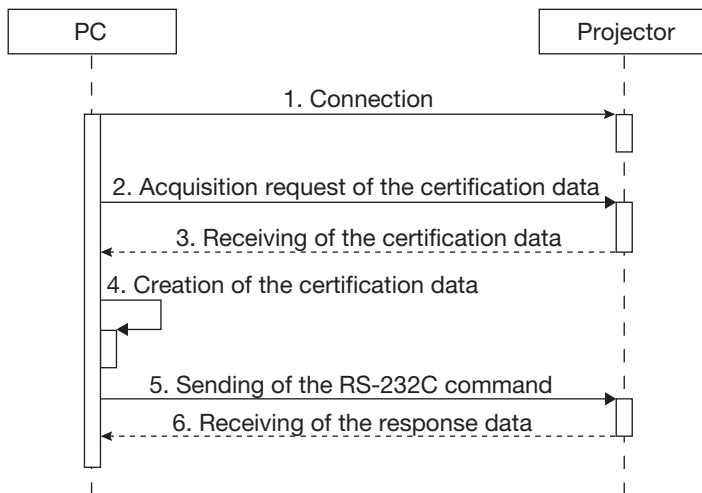 PC
Projector
1. Connection
2. Acquisition request of the certification data
3. Receiving of the certification data
4. Creation of the certification data
5. Sending of the RS-232C command
6. Receiving of the response data